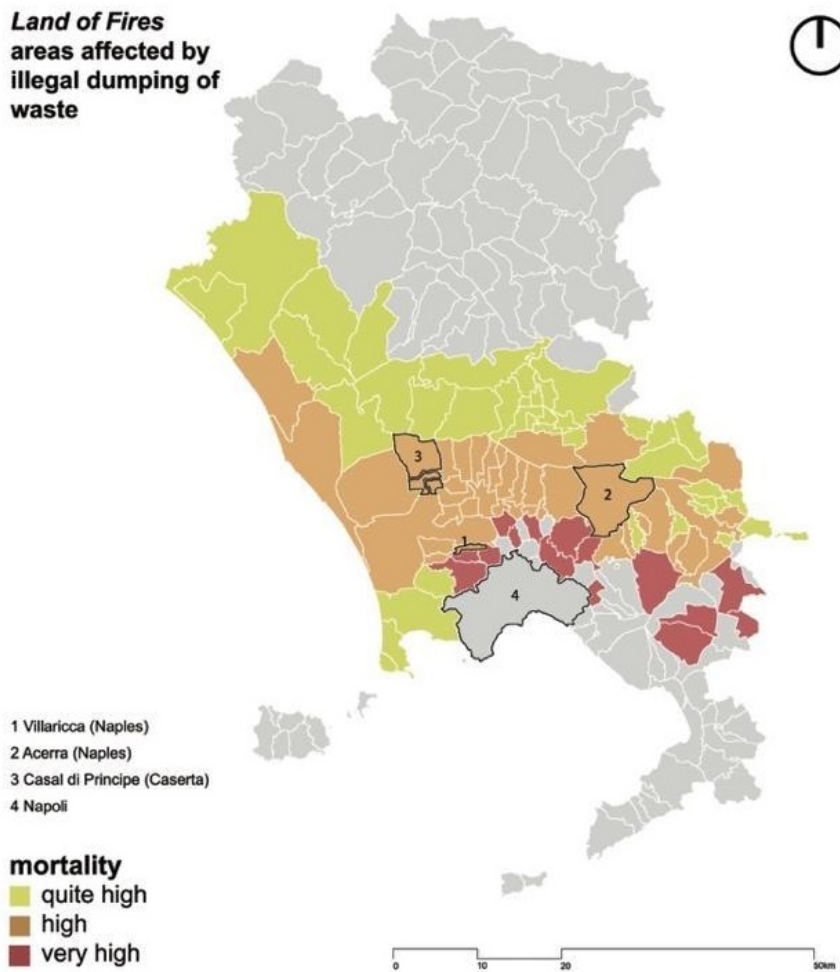 Land of Fires
areas affected by
illegal dumping of
waste
3
2
1
4
1 Villaricca (Naples)
2 Acerra (Naples)
3 Casal di Principe (Caserta)
4 Napoli
mortality
quite high
high
very high
0 10 20 50km